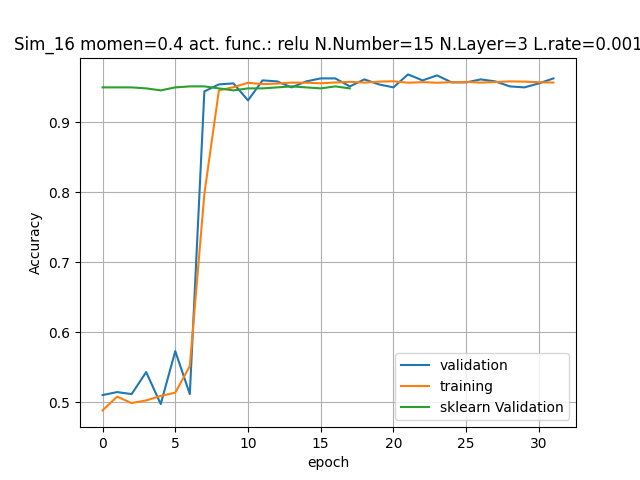 Sim_16 momen=0.4 act. func.: relu N.Number=15 N.Layer=3 L.rate=0.001
Accuracy
0.9
0.8
0.7
0.6
0.5
validation
training
sklearn Validation
0 5 10 15 20 25 30
epoch